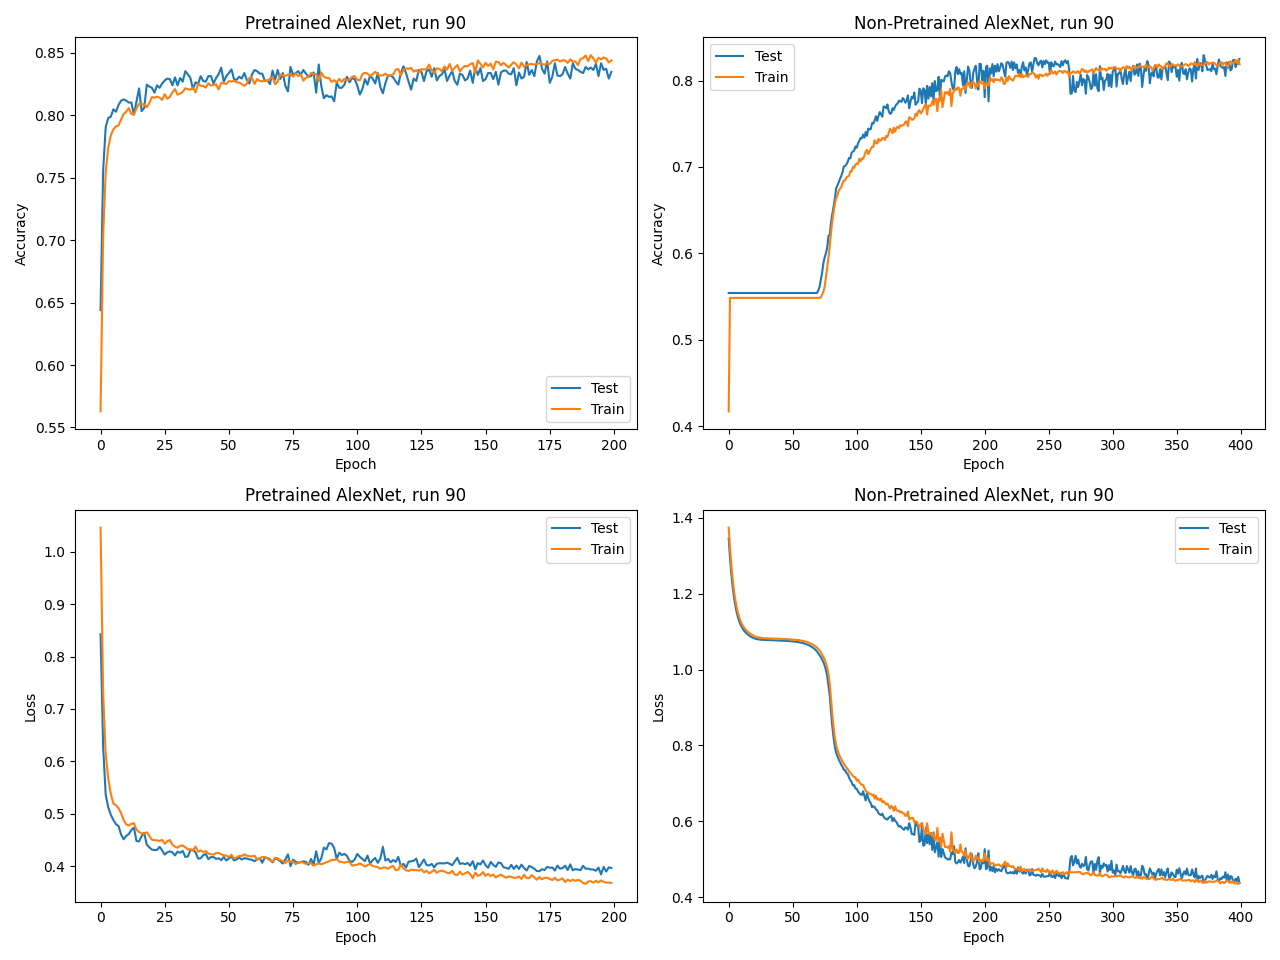 Pretrained AlexNet, run 90
0.85
0.80
0.75
0.70
0.65
0.60
0.55
Accuracy
Test
Train
0 25 50 75 100 125 150 175 200
Epoch
Non-Pretrained AlexNet, run 90
Test
Train
0.8
0.7
0.6
0.5
0.4
Accuracy
0 50 100 150 200 250 300 350 400
Epoch
Pretrained AlexNet, run 90
Test
Train
1.0
0.9
0.8
0.7
0.6
0.5
0.4
Loss
0 25 50 75 100 125 150 175 200
Epoch
Non-Pretrained AlexNet, run 90
1.4
1.2
1.0
0.8
0.6
0.4
Loss
Test
Train
0 50 100 150 200 250 300 350 400
Epoch